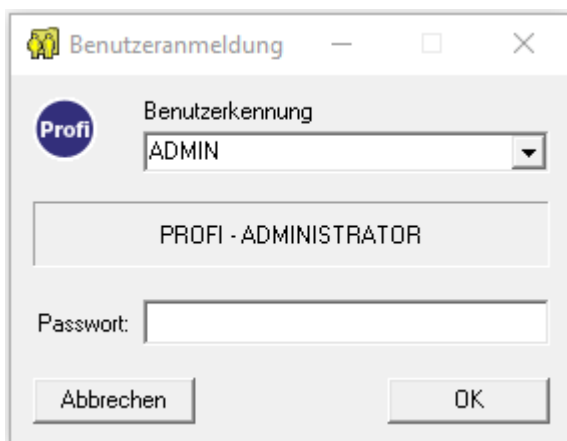 Benutzeranmeldung
Profi
Benutzerkennung
ADMIN
PROFI - ADMINISTRATOR
Passwort:
Abbrechen
OK